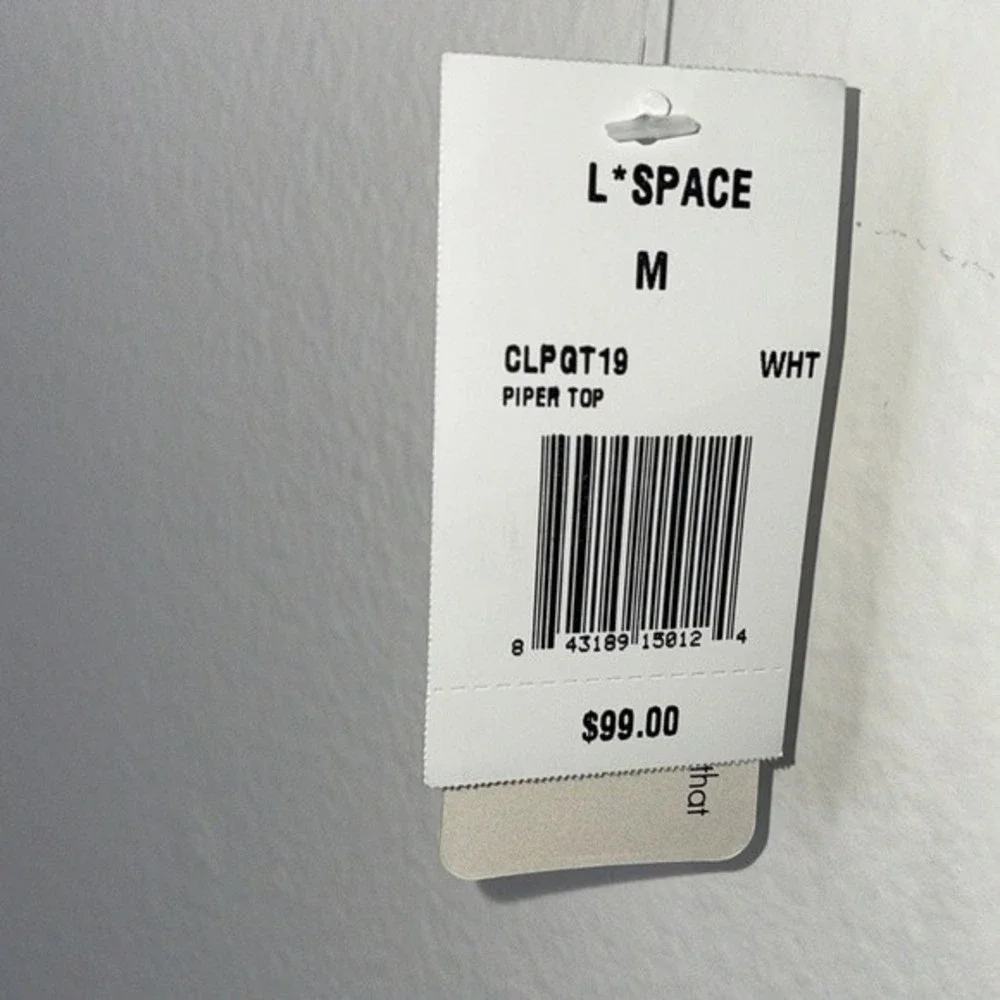 L*SPACE
M
CLPQT19 WHT
PIPER TOP
8 43189 15012 4
$99.00
that